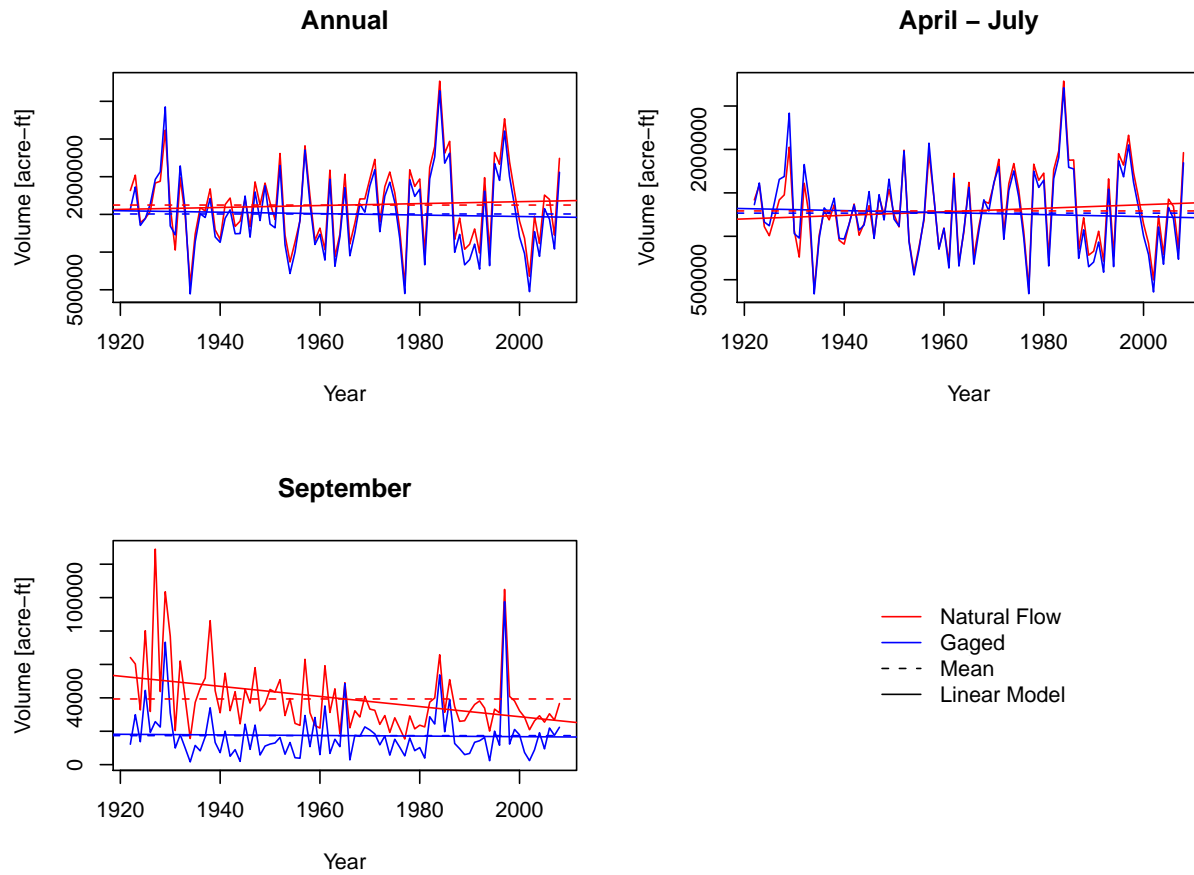 Annual
Volume [acre−ft]
500000
2000000
1920 1940 1960 1980 2000
Year
April − July
Volume [acre−ft]
500000
2000000
1920 1940 1960 1980 2000
Year
September
Volume [acre−ft]
0
40000
100000
1920 1940 1960 1980 2000
Year
Natural Flow
Gaged
Mean
Linear Model